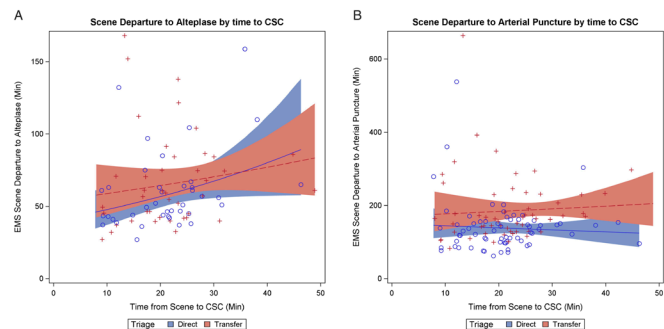 A
Scene Departure to Alteplase by time to CSC
150
100
50
0
EMS Scene Departure to Alteplase (Min)
0 10 20 30 40 50
Time from Scene to CSC (Min)
Triage Direct Transfer
B
Scene Departure to Arterial Puncture by time to CSC
600
400
200
0
EMS Scene Departure to Arterial Puncture (Min)
0 10 20 30 40 50
Time from Scene to CSC (Min)
Triage Direct Transfer